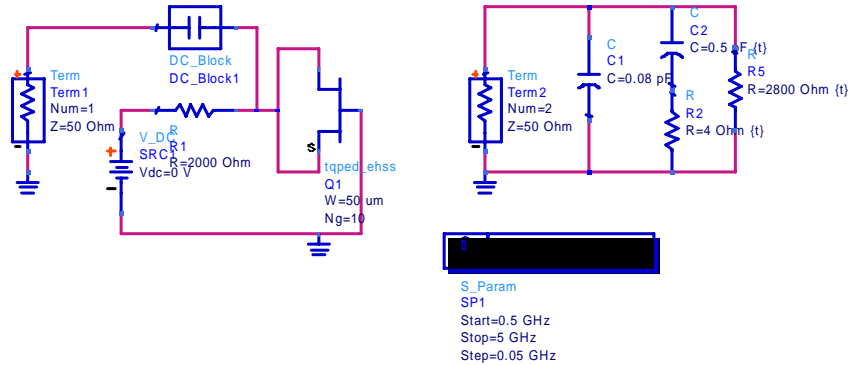 DC_Block
DC_Block1
Term
Term1
Num=1
Z=50 Ohm
+
-
V_DC
SRC1
Vdc=0 V
+
-
R
R1
R=2000 Ohm
S
tqped_ehss
Q1
W=50 um
Ng=10
Term
Term2
Num=2
Z=50 Ohm
+
-
C
C1
C=0.08 pF
C
C2
C=0.5 pF {t}
R
R2
R=4 Ohm {t}
R
R5
R=2800 Ohm {t}
S_Param
SP1
Start=0.5 GHz
Stop=5 GHz
Step=0.05 GHz